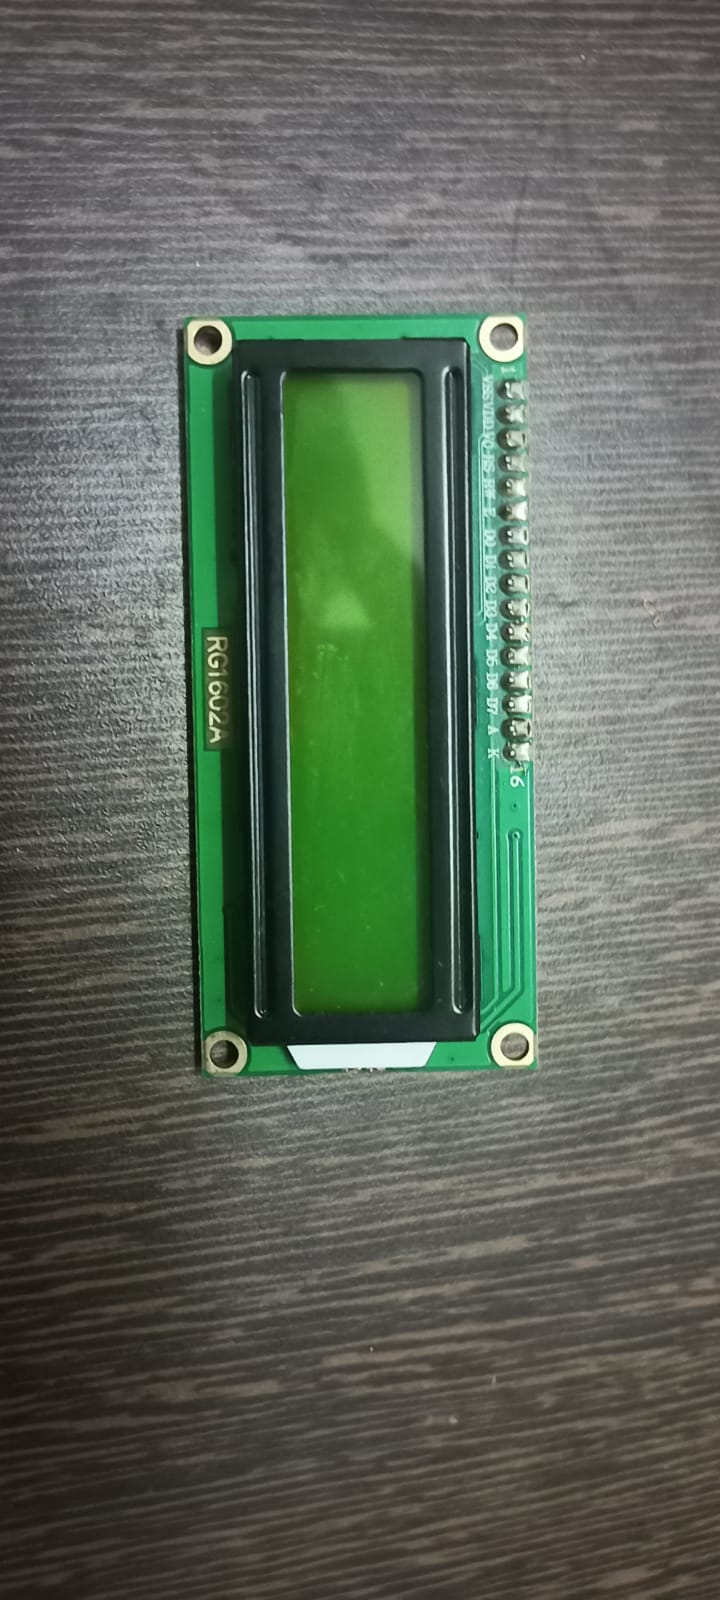 1
VSS VDD VO RS RW E D0 D1 D2 D3 D4 D5 D6 D7 A K
16
RG1602A